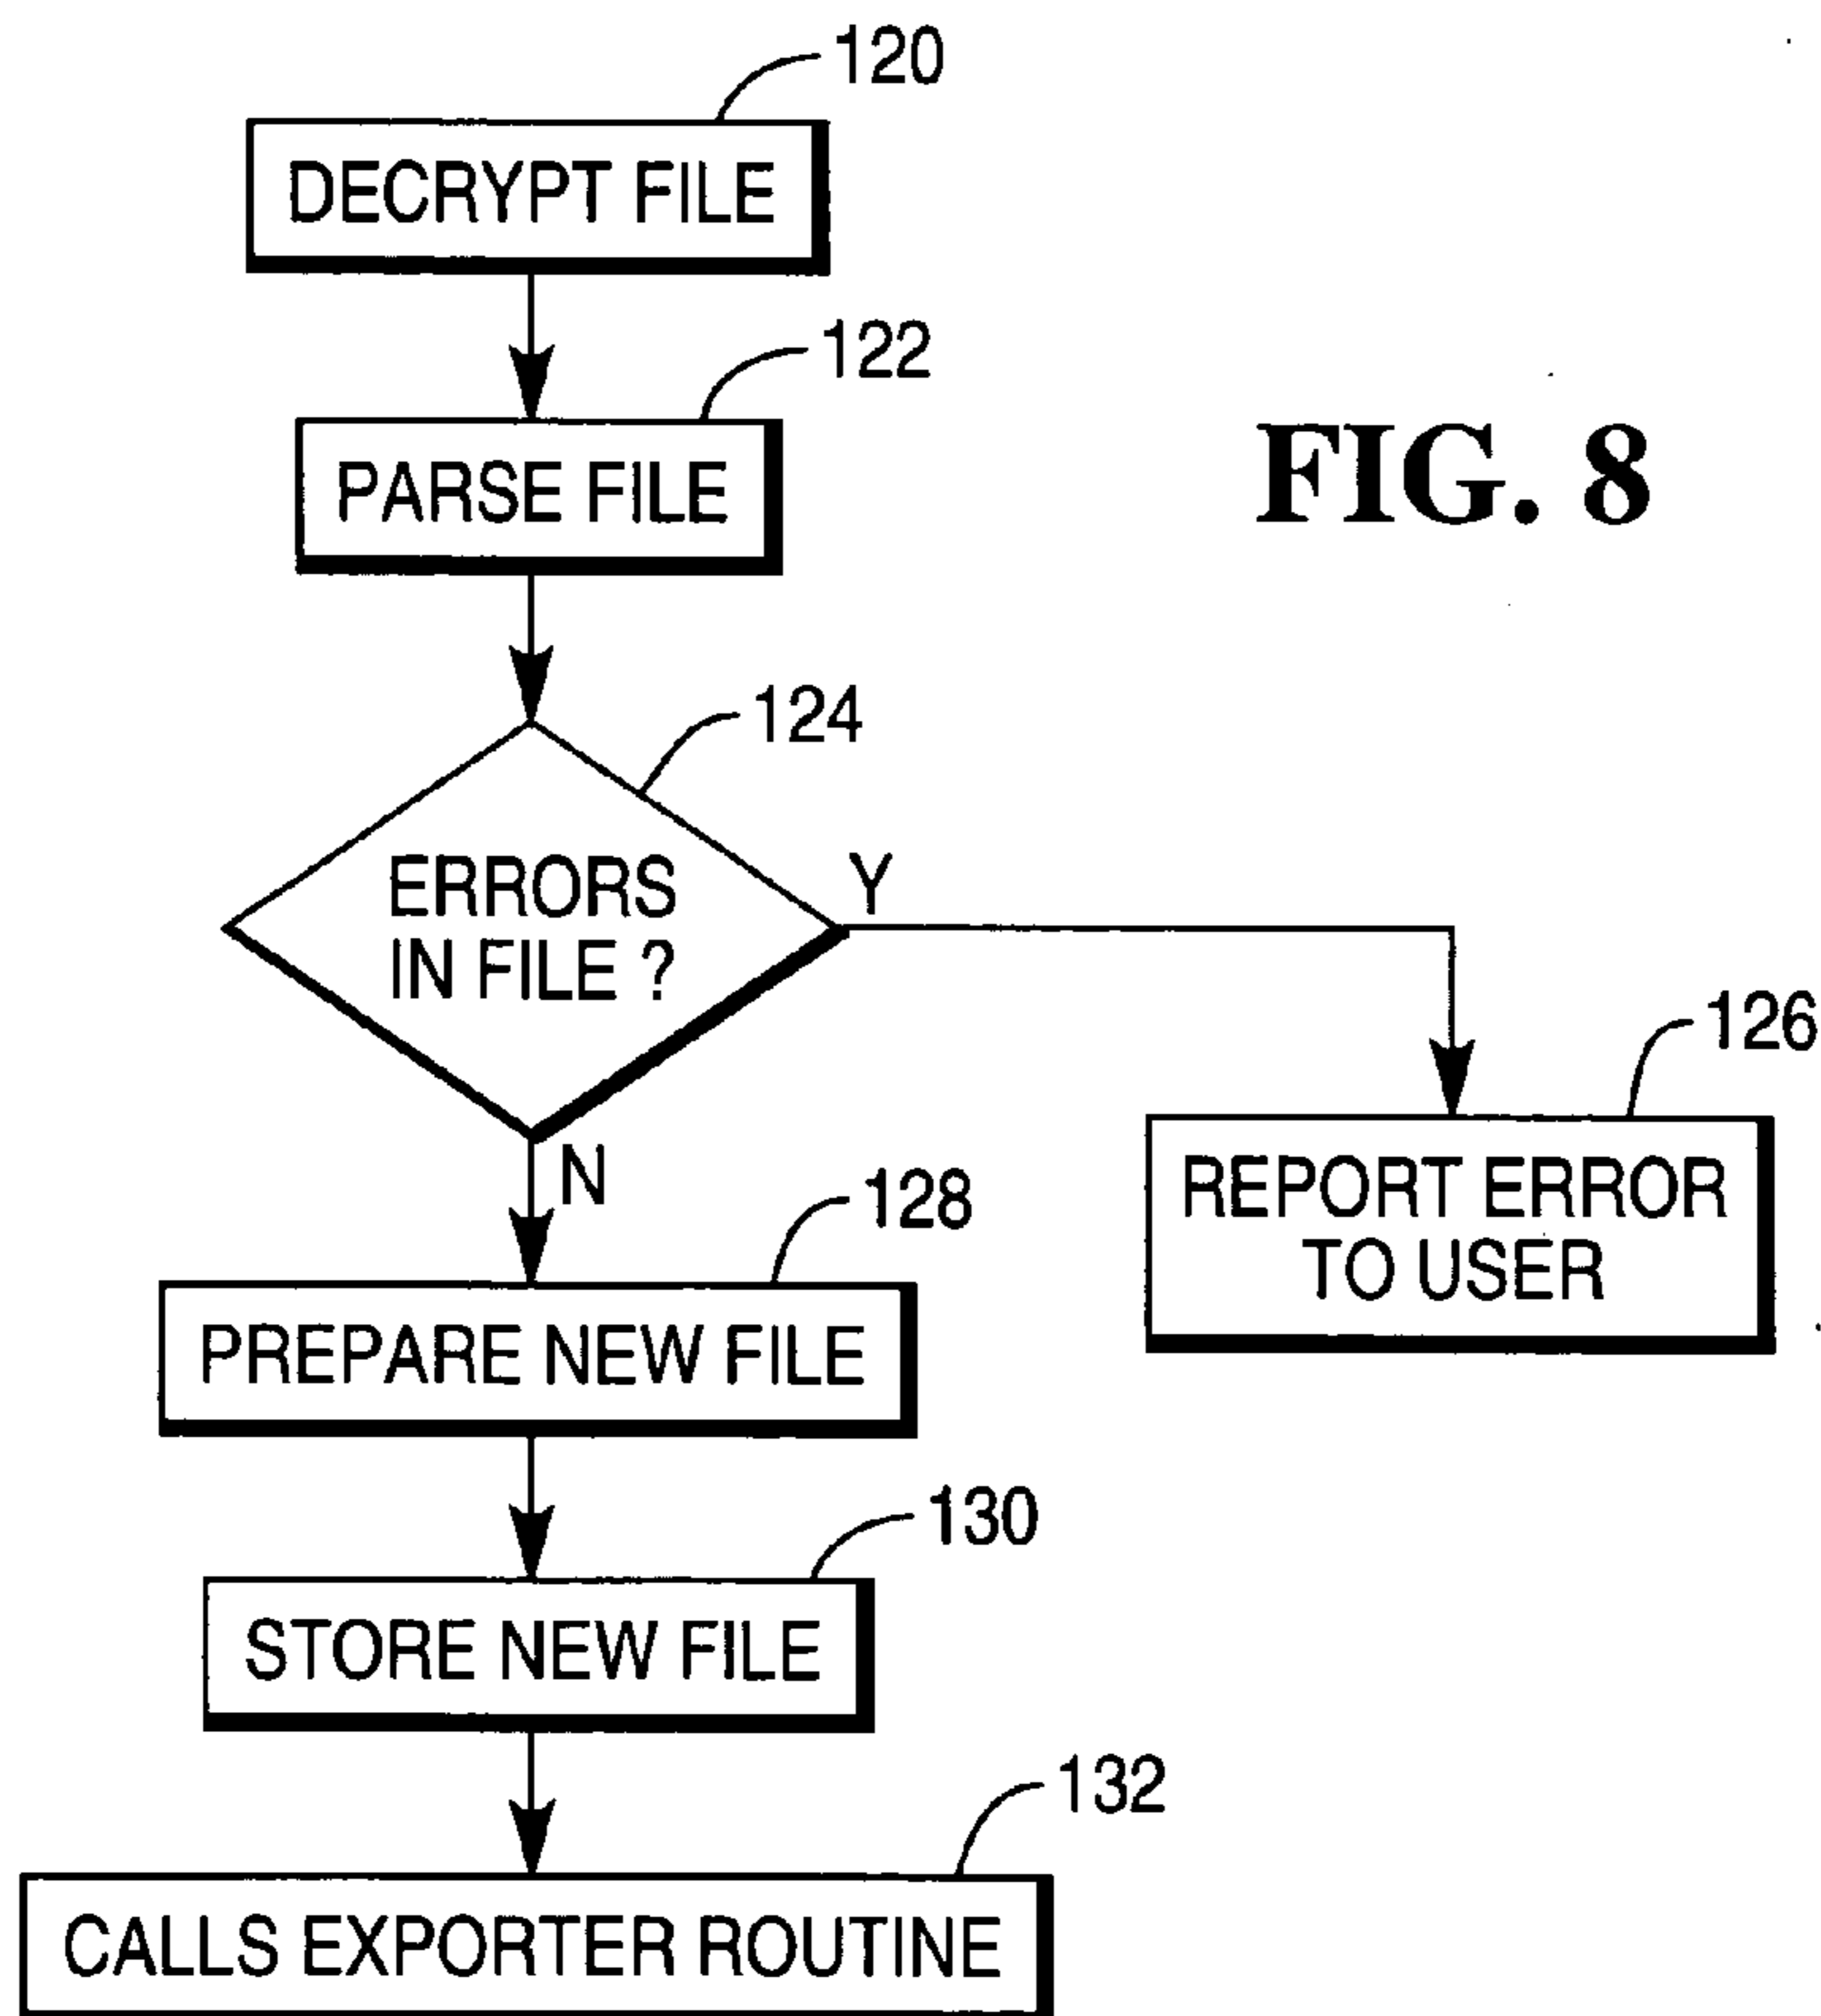 120
DECRYPT FILE
122
PARSE FILE
FIG. 8
124
ERRORS
IN FILE ?
Y
126
REPORT ERROR
TO USER
N
128
PREPARE NEW FILE
130
STORE NEW FILE
132
CALLS EXPORTER ROUTINE